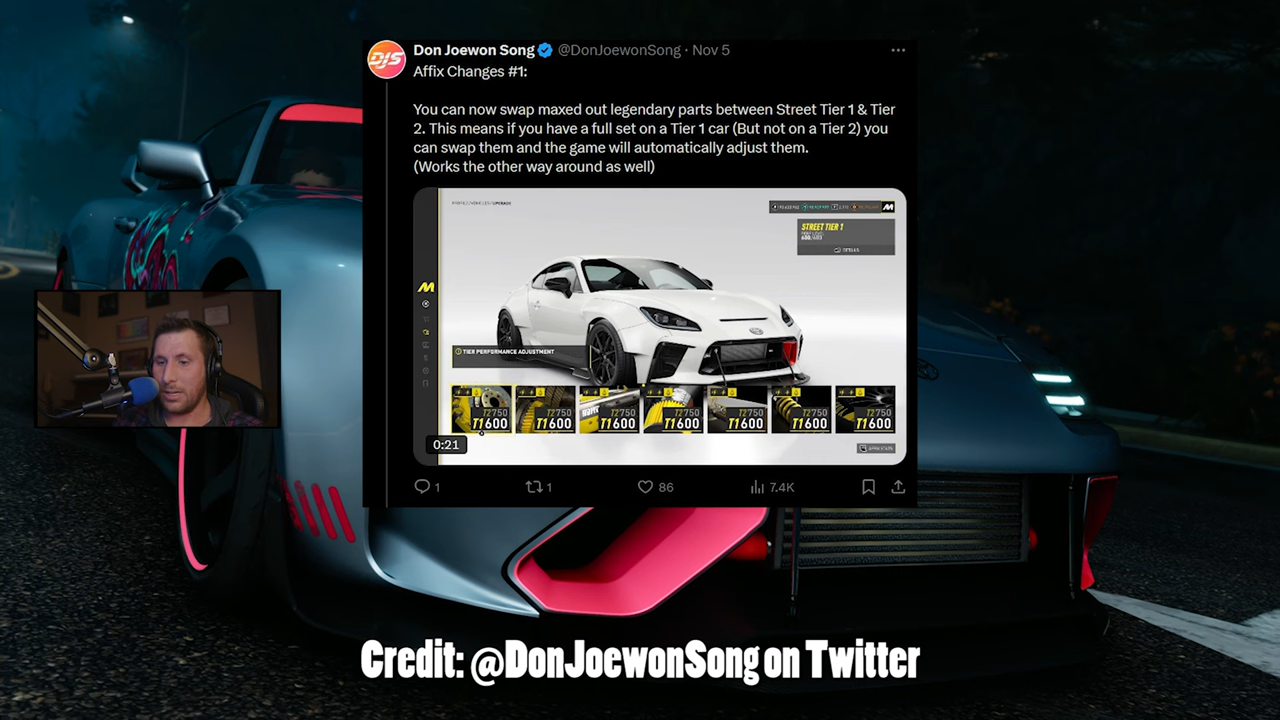 DJS
Don Joewon Song @DonJoewonSong · Nov 5
Affix Changes #1:
You can now swap maxed out legendary parts between Street Tier 1 & Tier
2. This means if you have a full set on a Tier 1 car (But not on a Tier 2) you
can swap them and the game will automatically adjust them.
(Works the other way around as well)
STREET TIER 1
DETAILS
TIER PERFORMANCE ADJUSTMENT
T2750 T2750 T2750 T2750 T2750 T2750 T2750
T1600 T1600 T1600 T1600 T1600 T1600 T1600
0:21
1 1 86 7.4K
Credit: @DonJoewonSong on Twitter